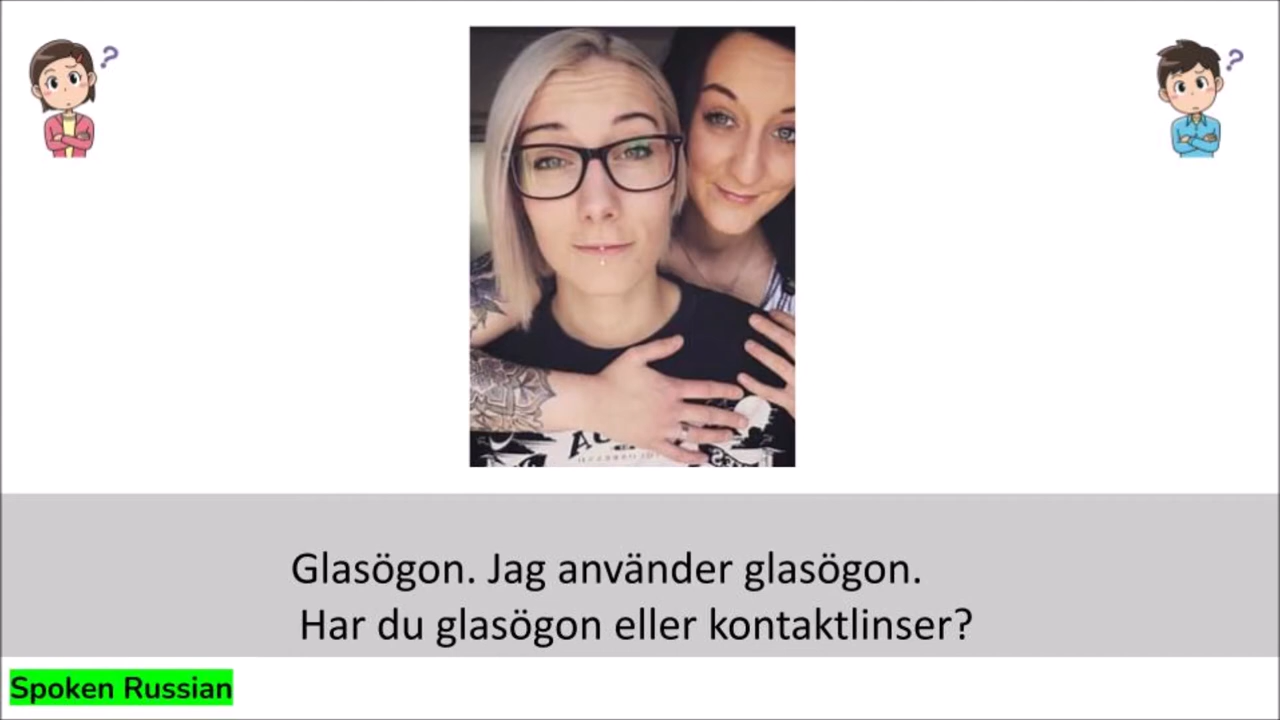 Glasögon. Jag använder glasögon.
Har du glasögon eller kontaktlinser?
Spoken Russian